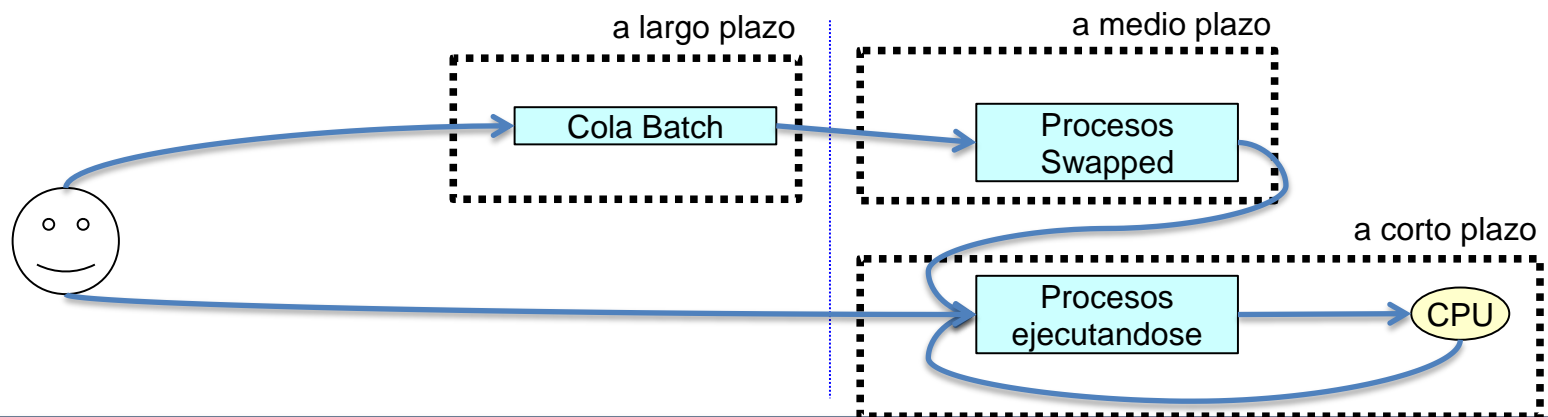 a largo plazo
a medio plazo
Cola Batch
Procesos
Swapped
a corto plazo
Procesos
ejecutandose
CPU